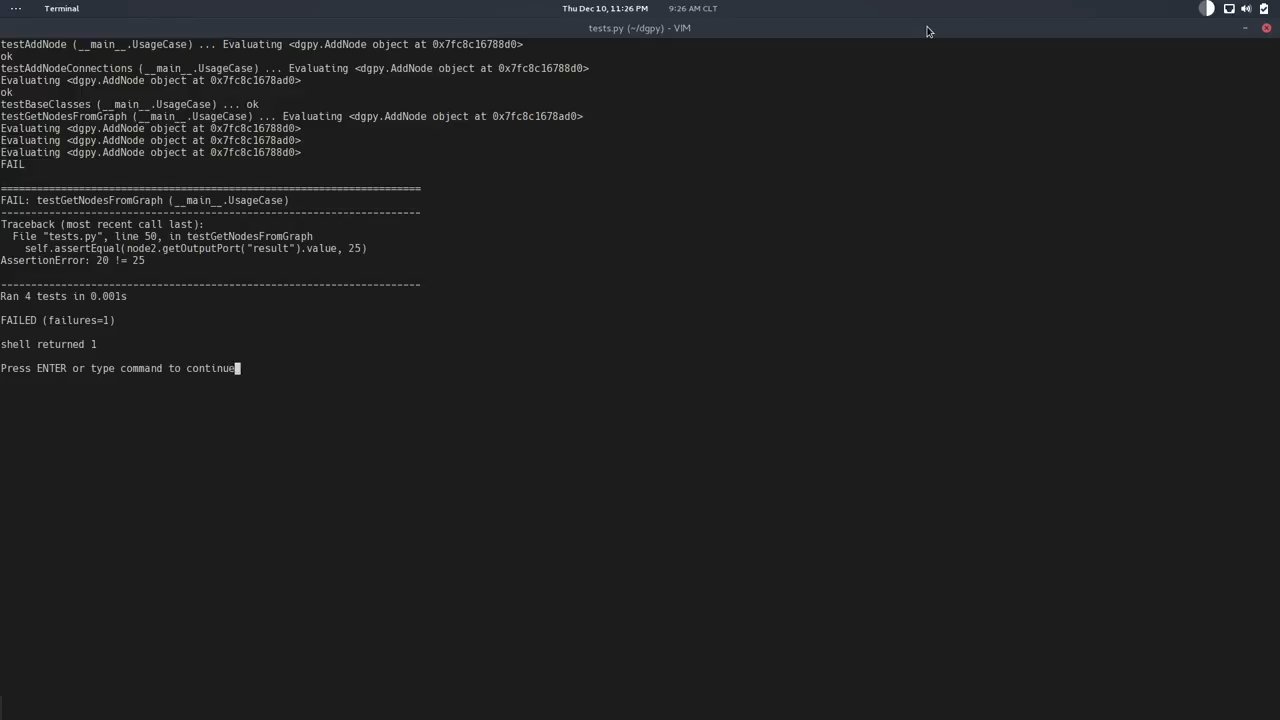 ··· Terminal Thu Dec 10, 11:26 PM 9:26 AM CLT
tests.py (~/dgpy) - VIM
testAddNode (__main__.UsageCase) ... Evaluating <dgpy.AddNode object at 0x7fc8c16788d0>
ok
testAddNodeConnections (__main__.UsageCase) ... Evaluating <dgpy.AddNode object at 0x7fc8c16788d0>
Evaluating <dgpy.AddNode object at 0x7fc8c1678ad0>
ok
testBaseClasses (__main__.UsageCase) ... ok
testGetNodesFromGraph (__main__.UsageCase) ... Evaluating <dgpy.AddNode object at 0x7fc8c1678ad0>
Evaluating <dgpy.AddNode object at 0x7fc8c16788d0>
Evaluating <dgpy.AddNode object at 0x7fc8c16788d0>
Evaluating <dgpy.AddNode object at 0x7fc8c16788d0>
FAIL
======================================================================
FAIL: testGetNodesFromGraph (__main__.UsageCase)
----------------------------------------------------------------------
Traceback (most recent call last):
  File "tests.py", line 50, in testGetNodesFromGraph
    self.assertEqual(node2.getOutputPort("result").value, 25)
AssertionError: 20 != 25
----------------------------------------------------------------------
Ran 4 tests in 0.001s
FAILED (failures=1)
shell returned 1
Press ENTER or type command to continue